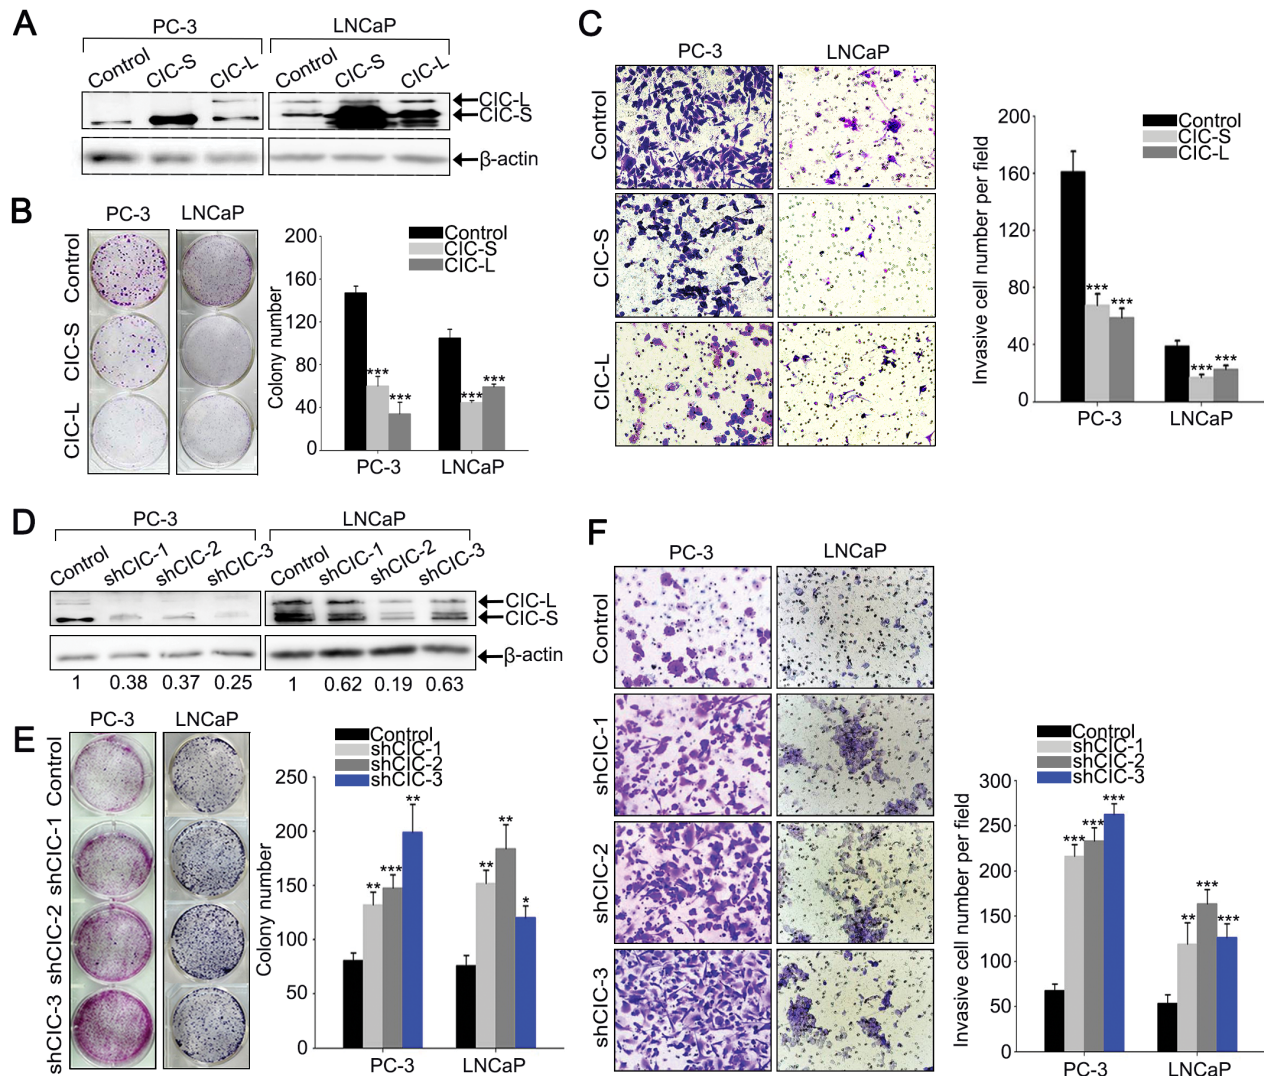 A
PC-3
LNCaP
Control
CIC-S
CIC-L
Control
CIC-S
CIC-L
CIC-L
CIC-S
β-actin
B
PC-3
LNCaP
Control
CIC-S
CIC-L
Colony number
200
160
120
80
40
0
Control
CIC-S
CIC-L
***
***
***
***
PC-3
LNCaP
C
PC-3
LNCaP
Control
CIC-S
CIC-L
Invasive cell number per field
200
160
120
80
40
0
Control
CIC-S
CIC-L
***
***
***
***
PC-3
LNCaP
D
PC-3
LNCaP
Control
shCIC-1
shCIC-2
shCIC-3
Control
shCIC-1
shCIC-2
shCIC-3
CIC-L
CIC-S
β-actin
1 0.38 0.37 0.25 1 0.62 0.19 0.63
E
PC-3
LNCaP
Control
shCIC-1
shCIC-2
shCIC-3
Colony number
250
200
150
100
50
0
Control
shCIC-1
shCIC-2
shCIC-3
**
***
**
**
**
*
PC-3
LNCaP
F
PC-3
LNCaP
Control
shCIC-1
shCIC-2
shCIC-3
Invasive cell number per field
300
250
200
150
100
50
0
Control
shCIC-1
shCIC-2
shCIC-3
***
***
***
**
***
***
PC-3
LNCaP